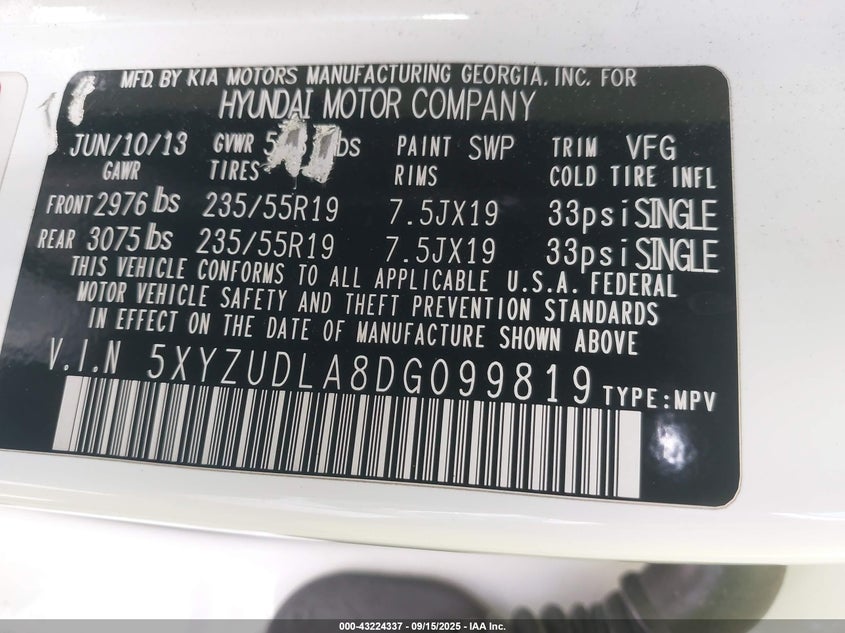 MFD. BY KIA MOTORS MANUFACTURING GEORGIA, INC. FOR
HYUNDAI MOTOR COMPANY
JUN/10/13 GVWR lbs PAINT SWP TRIM VFG
GAWR TIRES RIMS COLD TIRE INFL
FRONT 2976 lbs 235/55R19 7.5JX19 33psi SINGLE
REAR 3075 lbs 235/55R19 7.5JX19 33psi SINGLE
THIS VEHICLE CONFORMS TO ALL APPLICABLE U.S.A. FEDERAL
MOTOR VEHICLE SAFETY AND THEFT PREVENTION STANDARDS
IN EFFECT ON THE DATE OF MANUFACTURE SHOWN ABOVE
V.I.N 5XYZUDLA8DG099819 TYPE:MPV
000-43224337 - 09/15/2025 - IAA Inc.